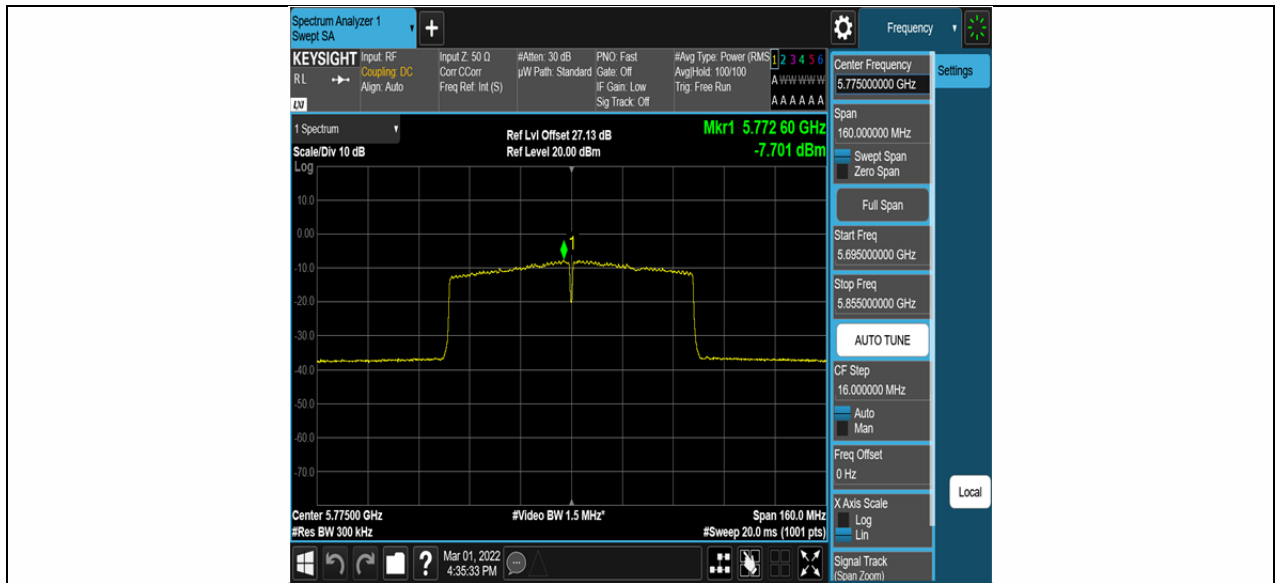 Spectrum Analyzer 1
Swept SA
Frequency
KEYSIGHT
RL
LXI
Input: RF
Coupling: DC
Align: Auto
Input Z: 50 Ω
Corr CCorr
Freq Ref: Int (S)
#Atten: 30 dB
µW Path: Standard
PNO: Fast
Gate: Off
IF Gain: Low
Sig Track: Off
#Avg Type: Power (RMS
Avg|Hold: 100/100
Trig: Free Run
1 2 3 4 5 6
A W W W W W
A A A A A A
1 Spectrum
Scale/Div 10 dB
Log
Ref Lvl Offset 27.13 dB
Ref Level 20.00 dBm
Mkr1 5.772 60 GHz
-7.701 dBm
10.0
0.00
1
-10.0
-20.0
-30.0
-40.0
-50.0
-60.0
-70.0
Center 5.77500 GHz
#Res BW 300 kHz
#Video BW 1.5 MHz*
Span 160.0 MHz
#Sweep 20.0 ms (1001 pts)
?
Mar 01, 2022
4:35:33 PM
Center Frequency
5.775000000 GHz
Settings
Span
160.000000 MHz
Swept Span
Zero Span
Full Span
Start Freq
5.695000000 GHz
Stop Freq
5.855000000 GHz
AUTO TUNE
CF Step
16.000000 MHz
Auto
Man
Freq Offset
0 Hz
X Axis Scale
Log
Lin
Local
Signal Track
(Span Zoom)